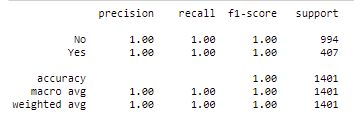 precision recall f1-score support
No 1.00 1.00 1.00 994
Yes 1.00 1.00 1.00 407
accuracy 1.00 1401
macro avg 1.00 1.00 1.00 1401
weighted avg 1.00 1.00 1.00 1401